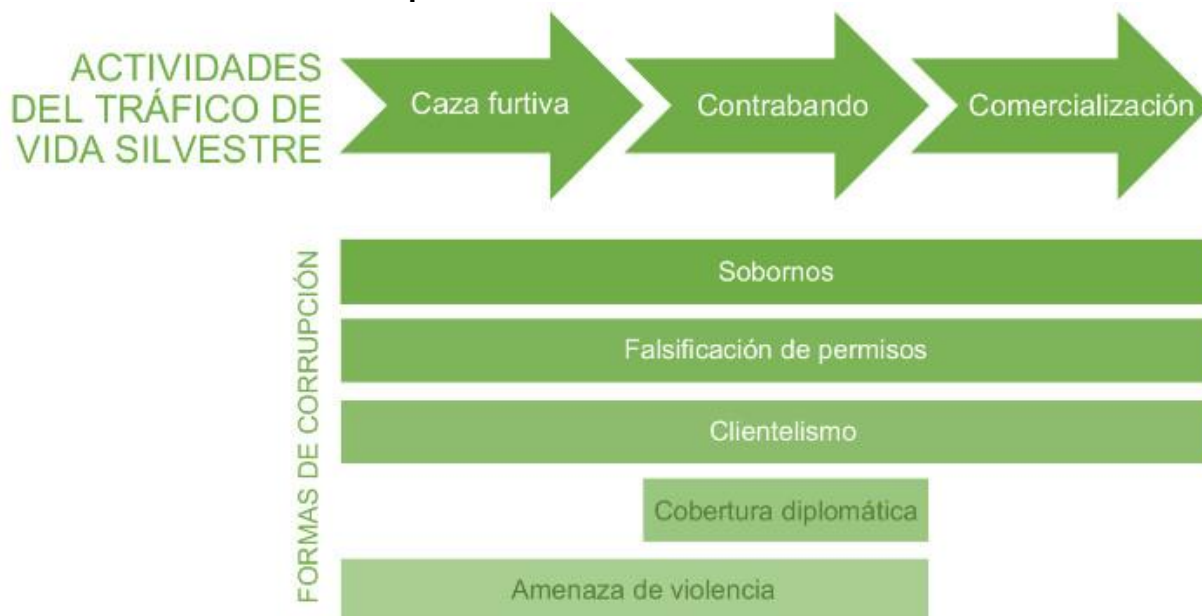 ACTIVIDADES
DEL TRÁFICO DE
VIDA SILVESTRE
Caza furtiva
Contrabando
Comercialización
FORMAS DE CORRUPCIÓN
Sobornos
Falsificación de permisos
Clientelismo
Cobertura diplomática
Amenaza de violencia